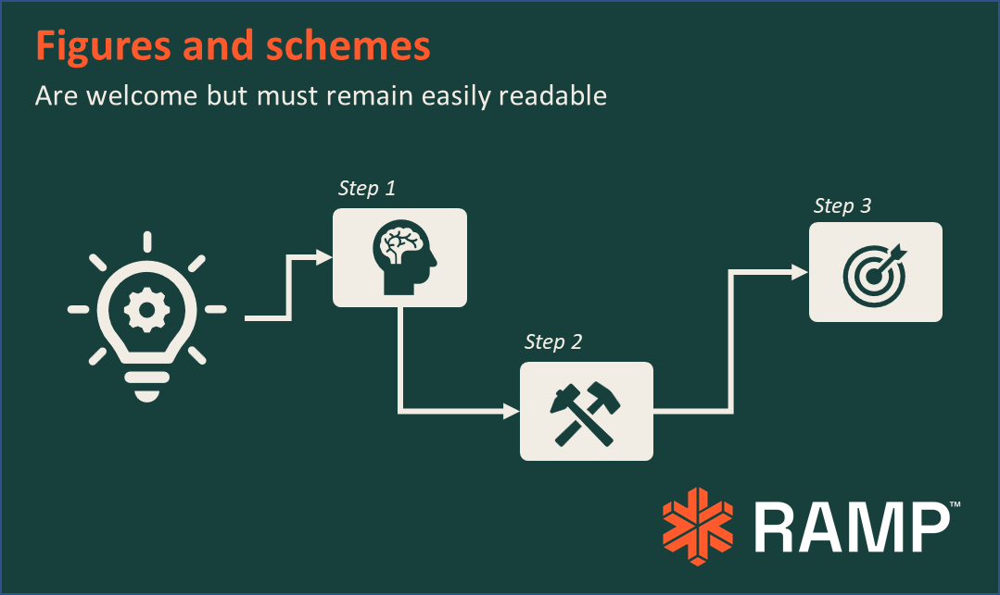 Figures and schemes
Are welcome but must remain easily readable
Step 1
Step 3
Step 2
RAMP™